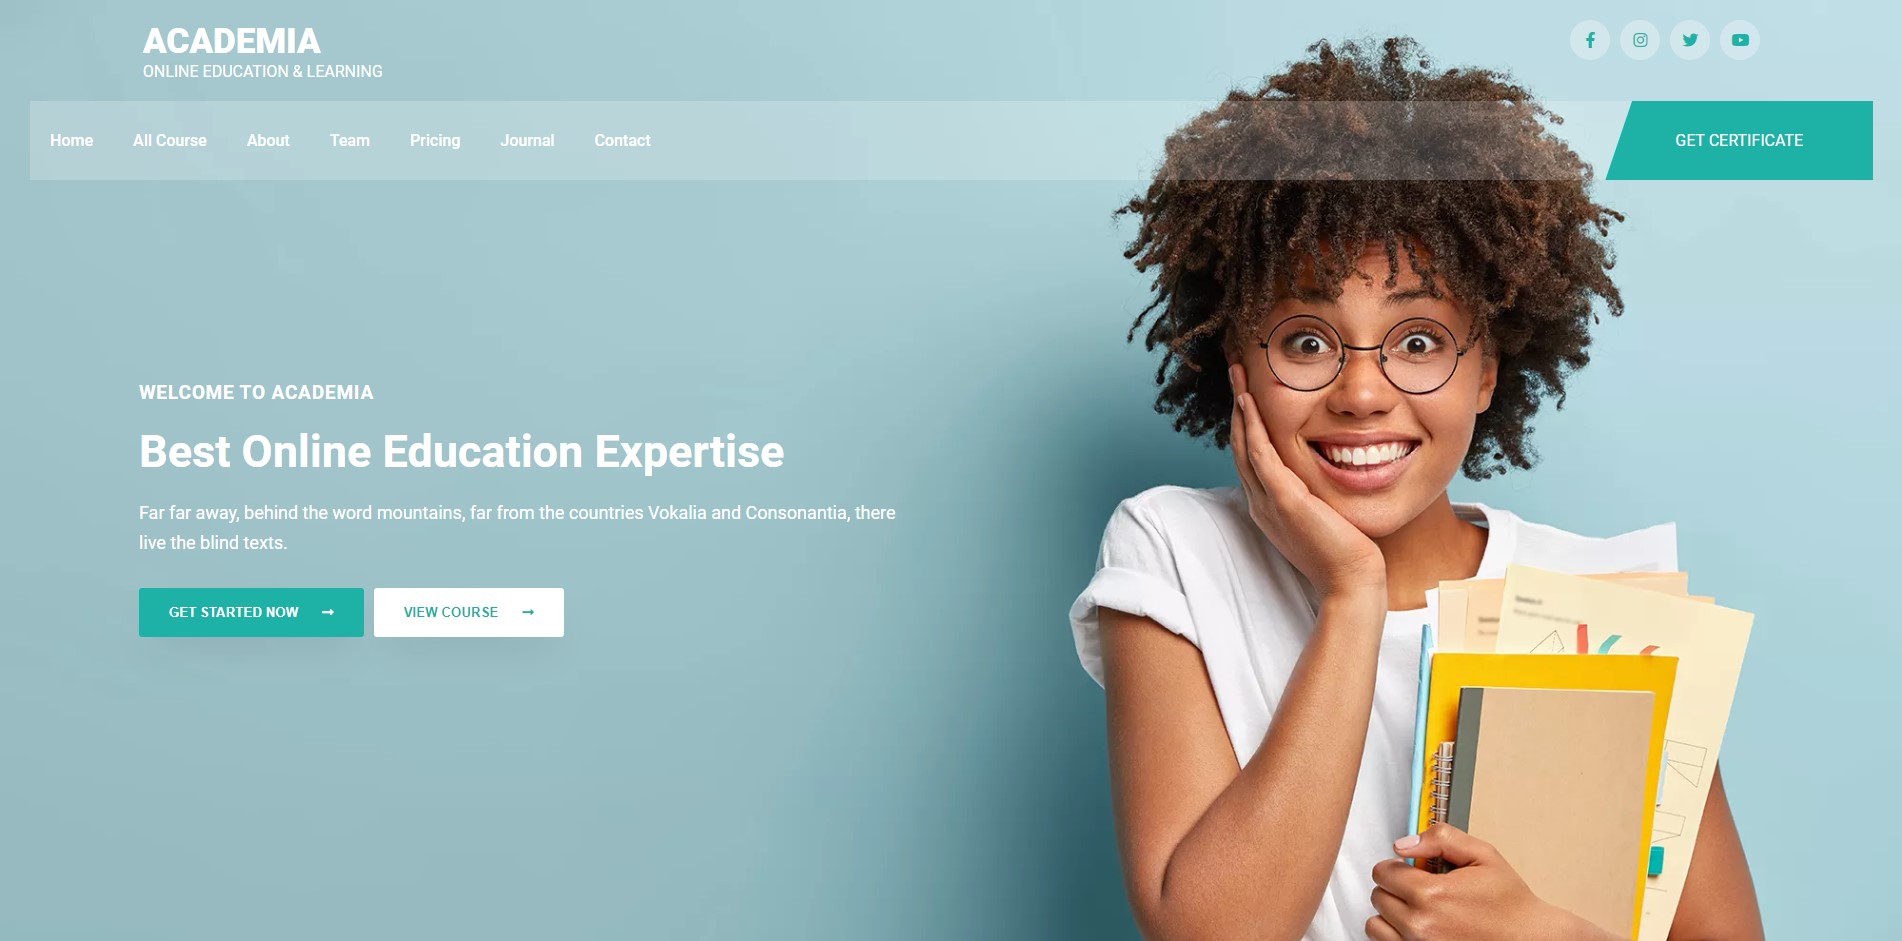 ACADEMIA
ONLINE EDUCATION & LEARNING
Home
All Course
About
Team
Pricing
Journal
Contact
GET CERTIFICATE
WELCOME TO ACADEMIA
Best Online Education Expertise
Far far away, behind the word mountains, far from the countries Vokalia and Consonantia, there
live the blind texts.
GET STARTED NOW
VIEW COURSE